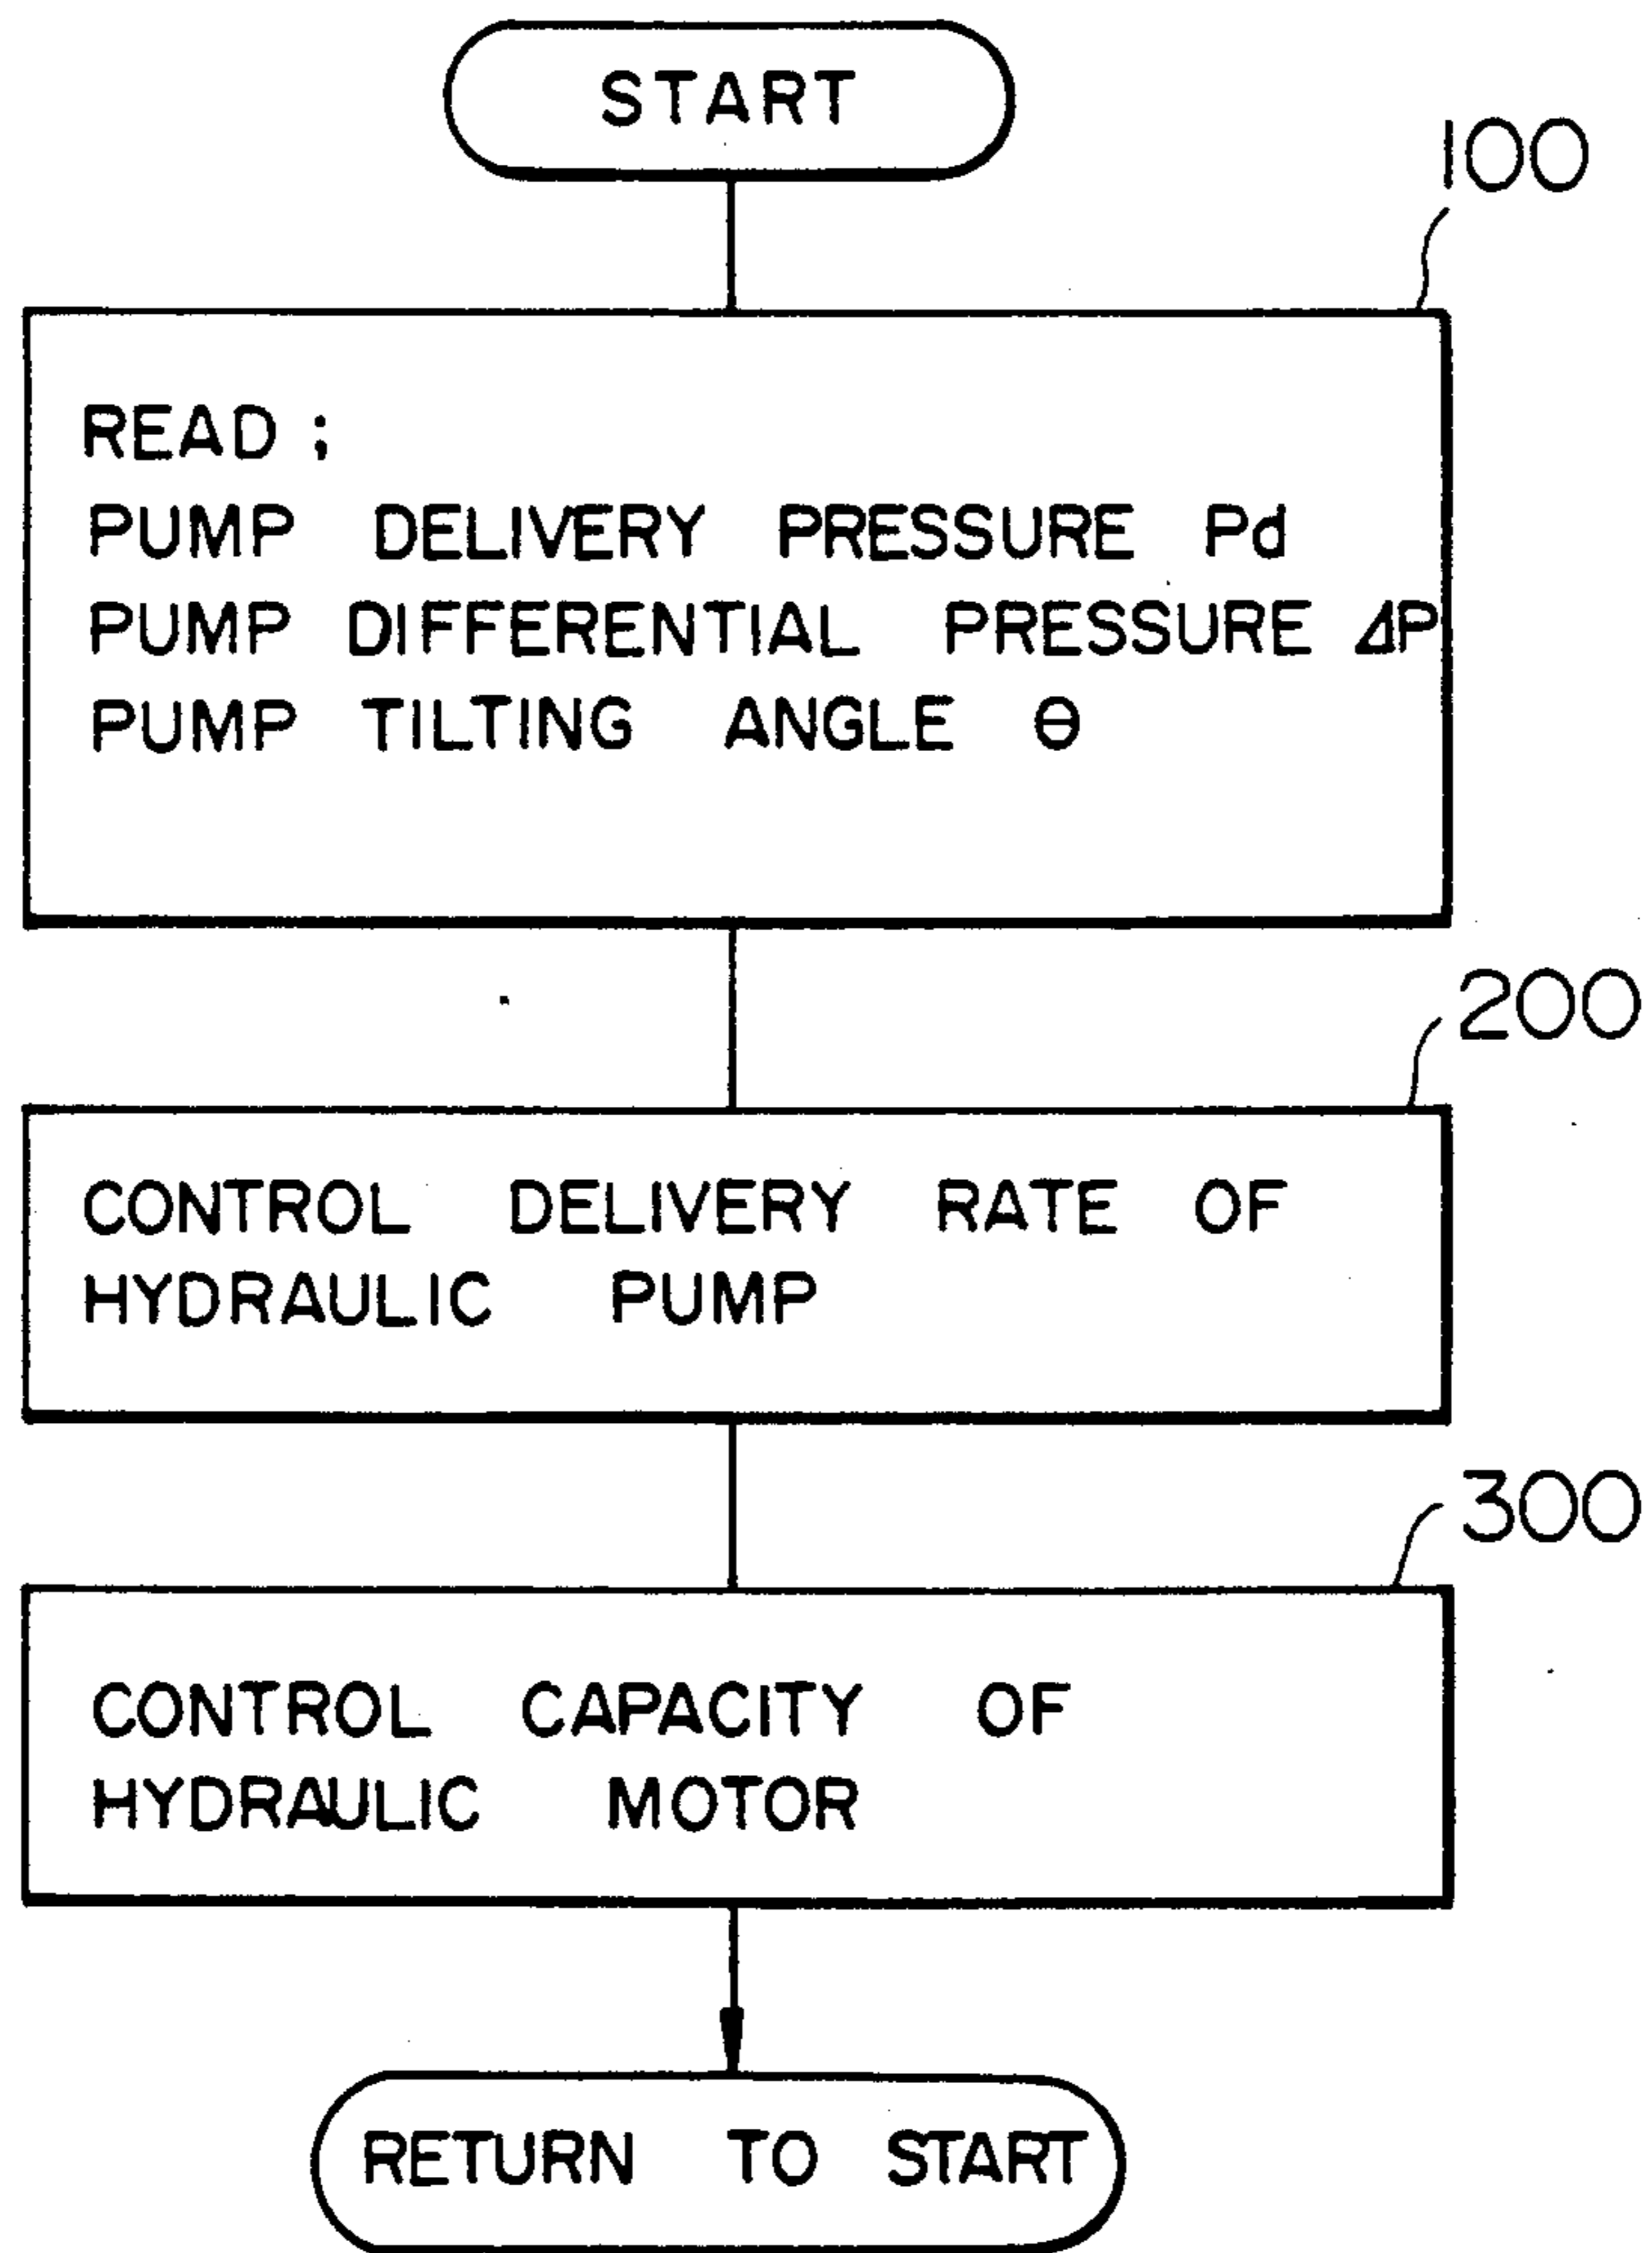 START
100
READ ;
PUMP DELIVERY PRESSURE Pd
PUMP DIFFERENTIAL PRESSURE ΔP
PUMP TILTING ANGLE θ
200
CONTROL DELIVERY RATE OF
HYDRAULIC PUMP
300
CONTROL CAPACITY OF
HYDRAULIC MOTOR
RETURN TO START